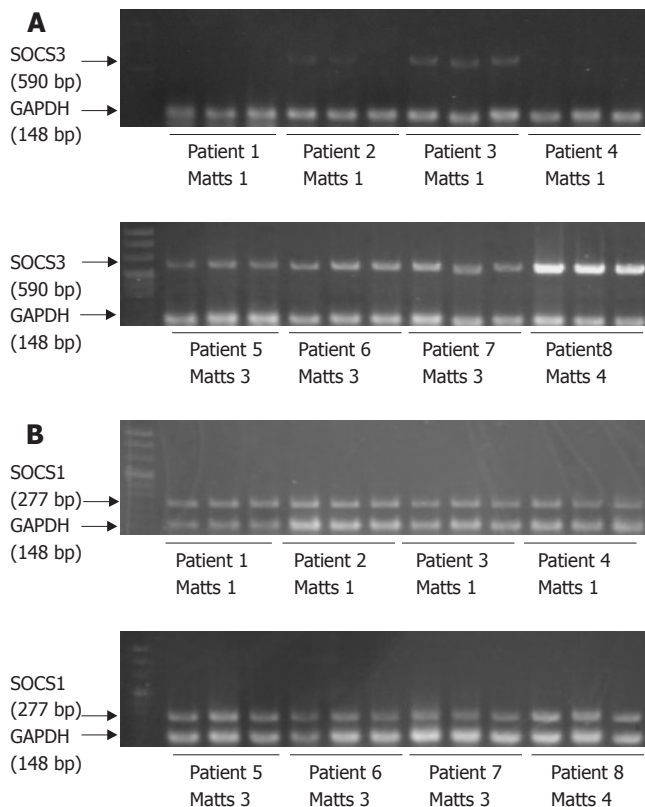 A
SOCS3
(590 bp)
GAPDH
(148 bp)
Patient 1 Patient 2 Patient 3 Patient 4
Matts 1 Matts 1 Matts 1 Matts 1
SOCS3
(590 bp)
GAPDH
(148 bp)
Patient 5 Patient 6 Patient 7 Patient8
Matts 3 Matts 3 Matts 3 Matts 4
B
SOCS1
(277 bp)
GAPDH
(148 bp)
Patient 1 Patient 2 Patient 3 Patient 4
Matts 1 Matts 1 Matts 1 Matts 1
SOCS1
(277 bp)
GAPDH
(148 bp)
Patient 5 Patient 6 Patient 7 Patient 8
Matts 3 Matts 3 Matts 3 Matts 4